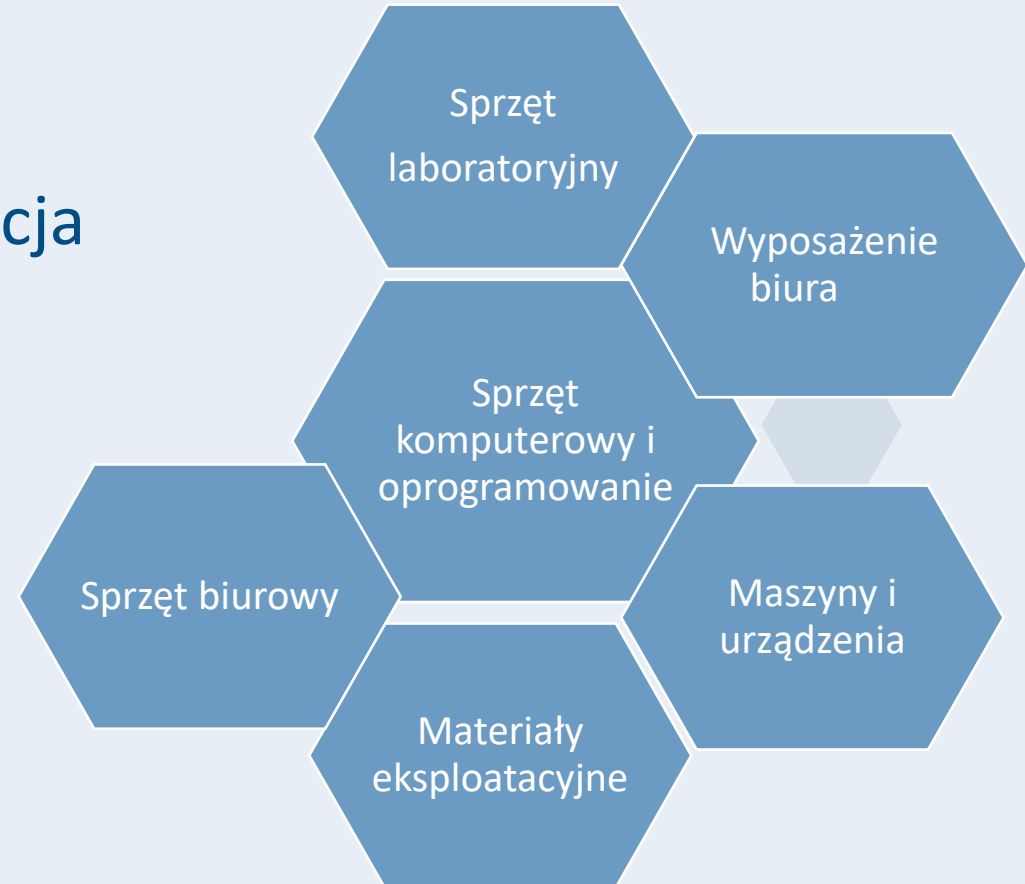 cja
Sprzęt
laboratoryjny
Wyposażenie
biura
Sprzęt
komputerowy i
oprogramowanie
Sprzęt biurowy
Maszyny i
urządzenia
Materiały
eksploatacyjne